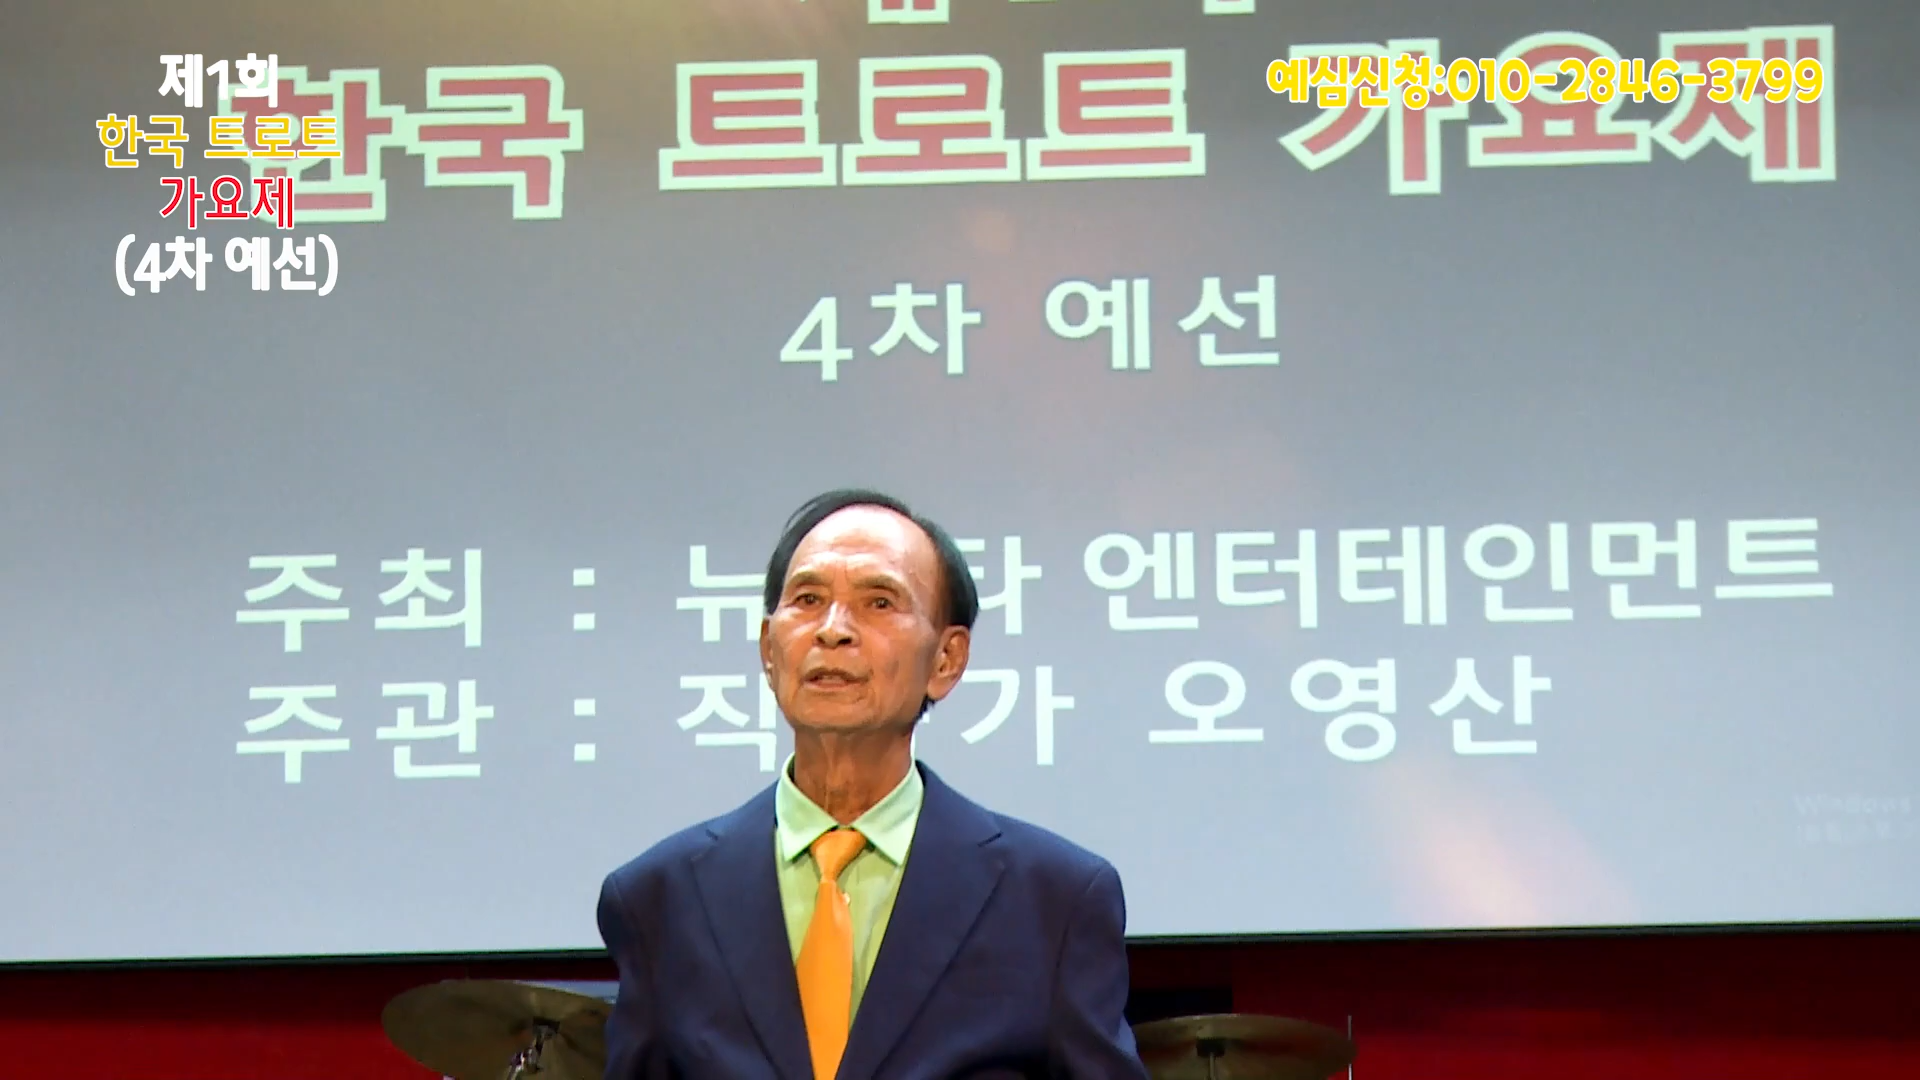 제1회
한국 트로트
가요제
(4차 예선)
예심신청:010-2846-3799
한국 트로트 가요제
4차 예선
주최 : 뉴 타 엔터테인먼트
주관 : 직 가 오영산